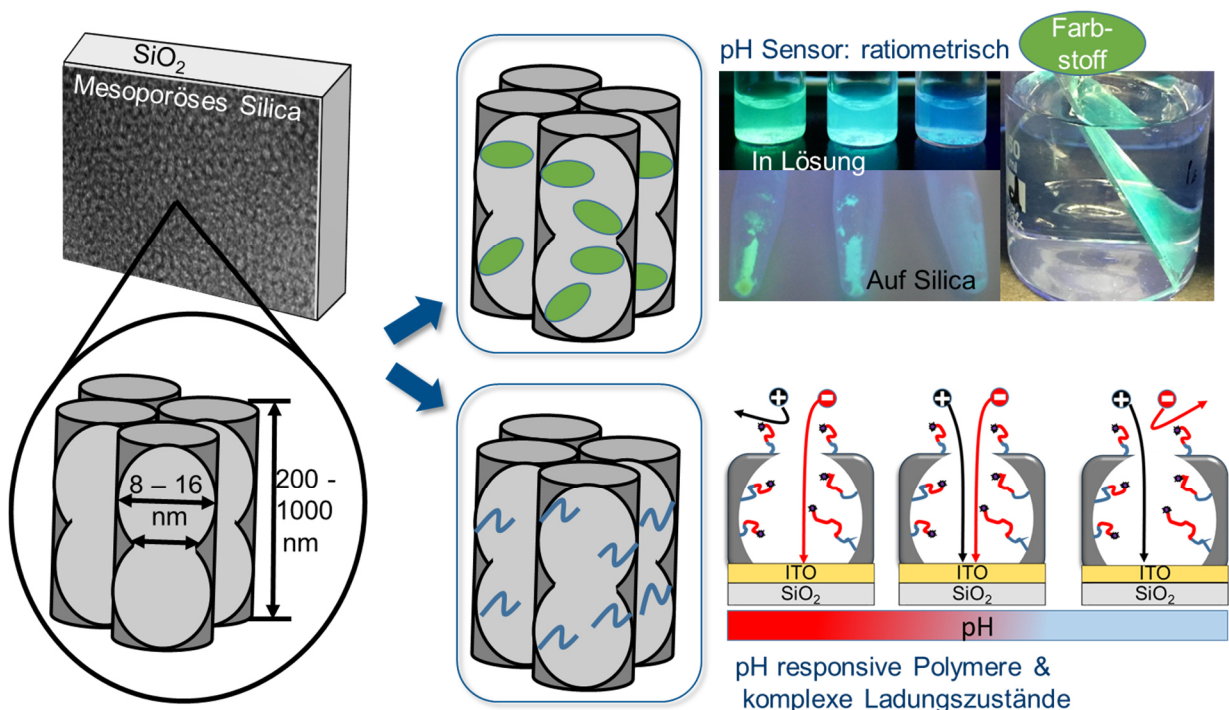 SiO₂
Mesoporöses Silica
8 – 16
nm
200 -
1000
nm
pH Sensor: ratiometrisch
Farb-
stoff
In Lösung
Auf Silica
+
−
+
−
+
−
ITO
SiO₂
ITO
SiO₂
ITO
SiO₂
pH
pH responsive Polymere &
komplexe Ladungszustände